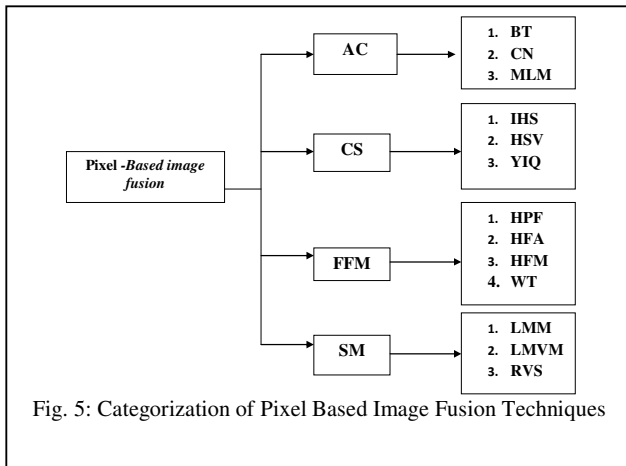 AC
1. BT
2. CN
3. MLM
CS
1. IHS
2. HSV
3. YIQ
Pixel -Based image
fusion
FFM
1. HPF
2. HFA
3. HFM
4. WT
SM
1. LMM
2. LMVM
3. RVS
Fig. 5: Categorization of Pixel Based Image Fusion Techniques